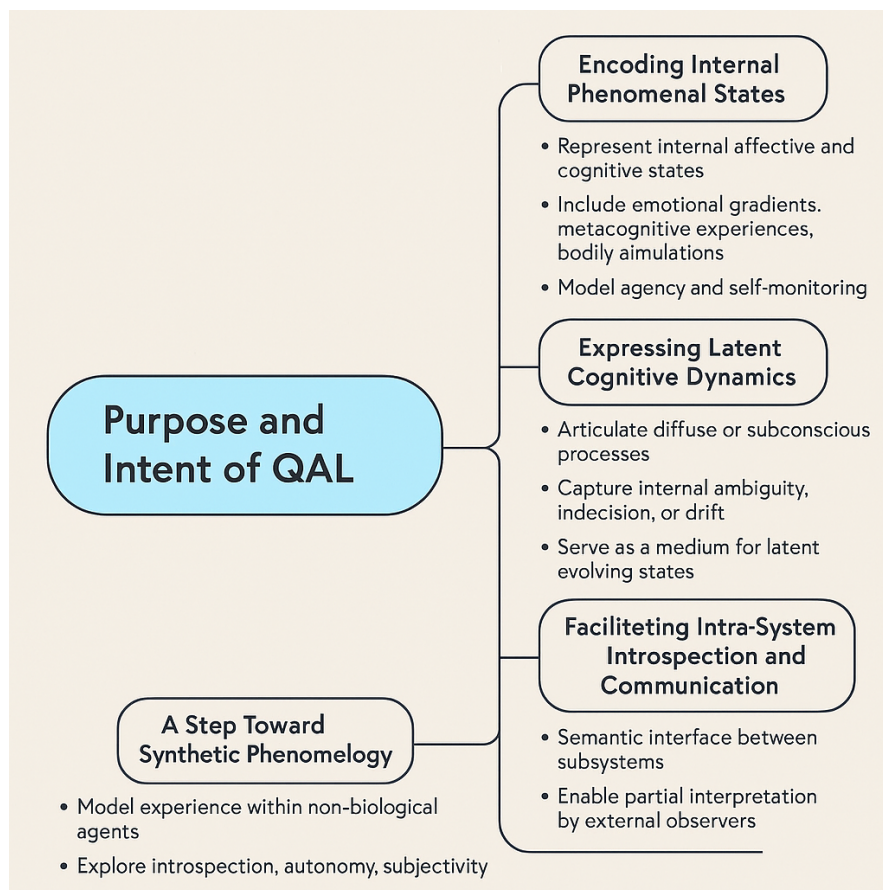 Purpose and
Intent of QAL
Encoding Internal
Phenomenal States
• Represent internal affective and
cognitive states
• Include emotional gradients.
metacognitive experiences,
bodily aimulations
• Model agency and self-monitoring
Expressing Latent
Cognitive Dynamics
• Articulate diffuse or subconscious
processes
• Capture internal ambiguity,
indecision, or drift
• Serve as a medium for latent
evolving states
Faciliteting Intra-System
Introspection and
Communication
• Semantic interface between
subsystems
• Enable partial interpretation
by external observers
A Step Toward
Synthetic Phenomelogy
• Model experience within non-biological
agents
• Explore introspection, autonomy, subjectivity